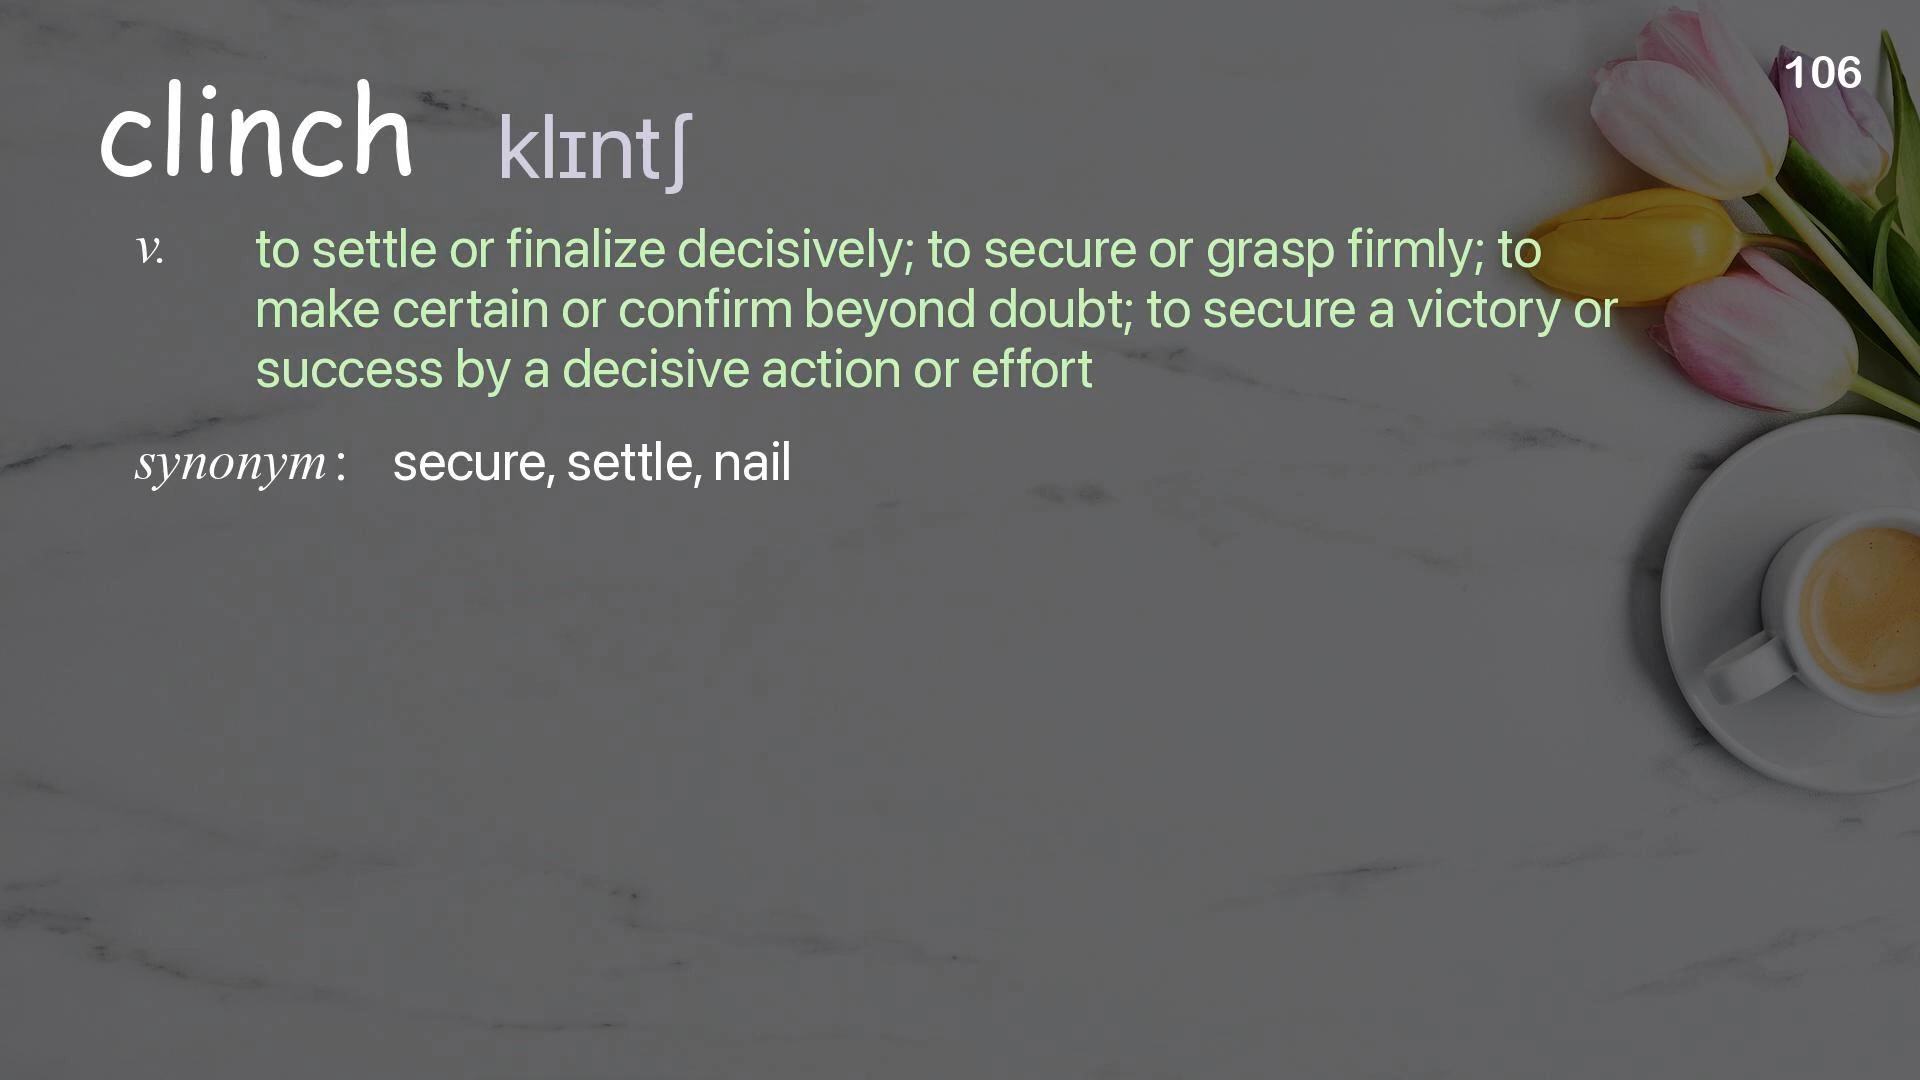 106
clinch klɪntʃ
v. to settle or finalize decisively; to secure or grasp firmly; to
make certain or confirm beyond doubt; to secure a victory or
success by a decisive action or effort
synonym: secure, settle, nail